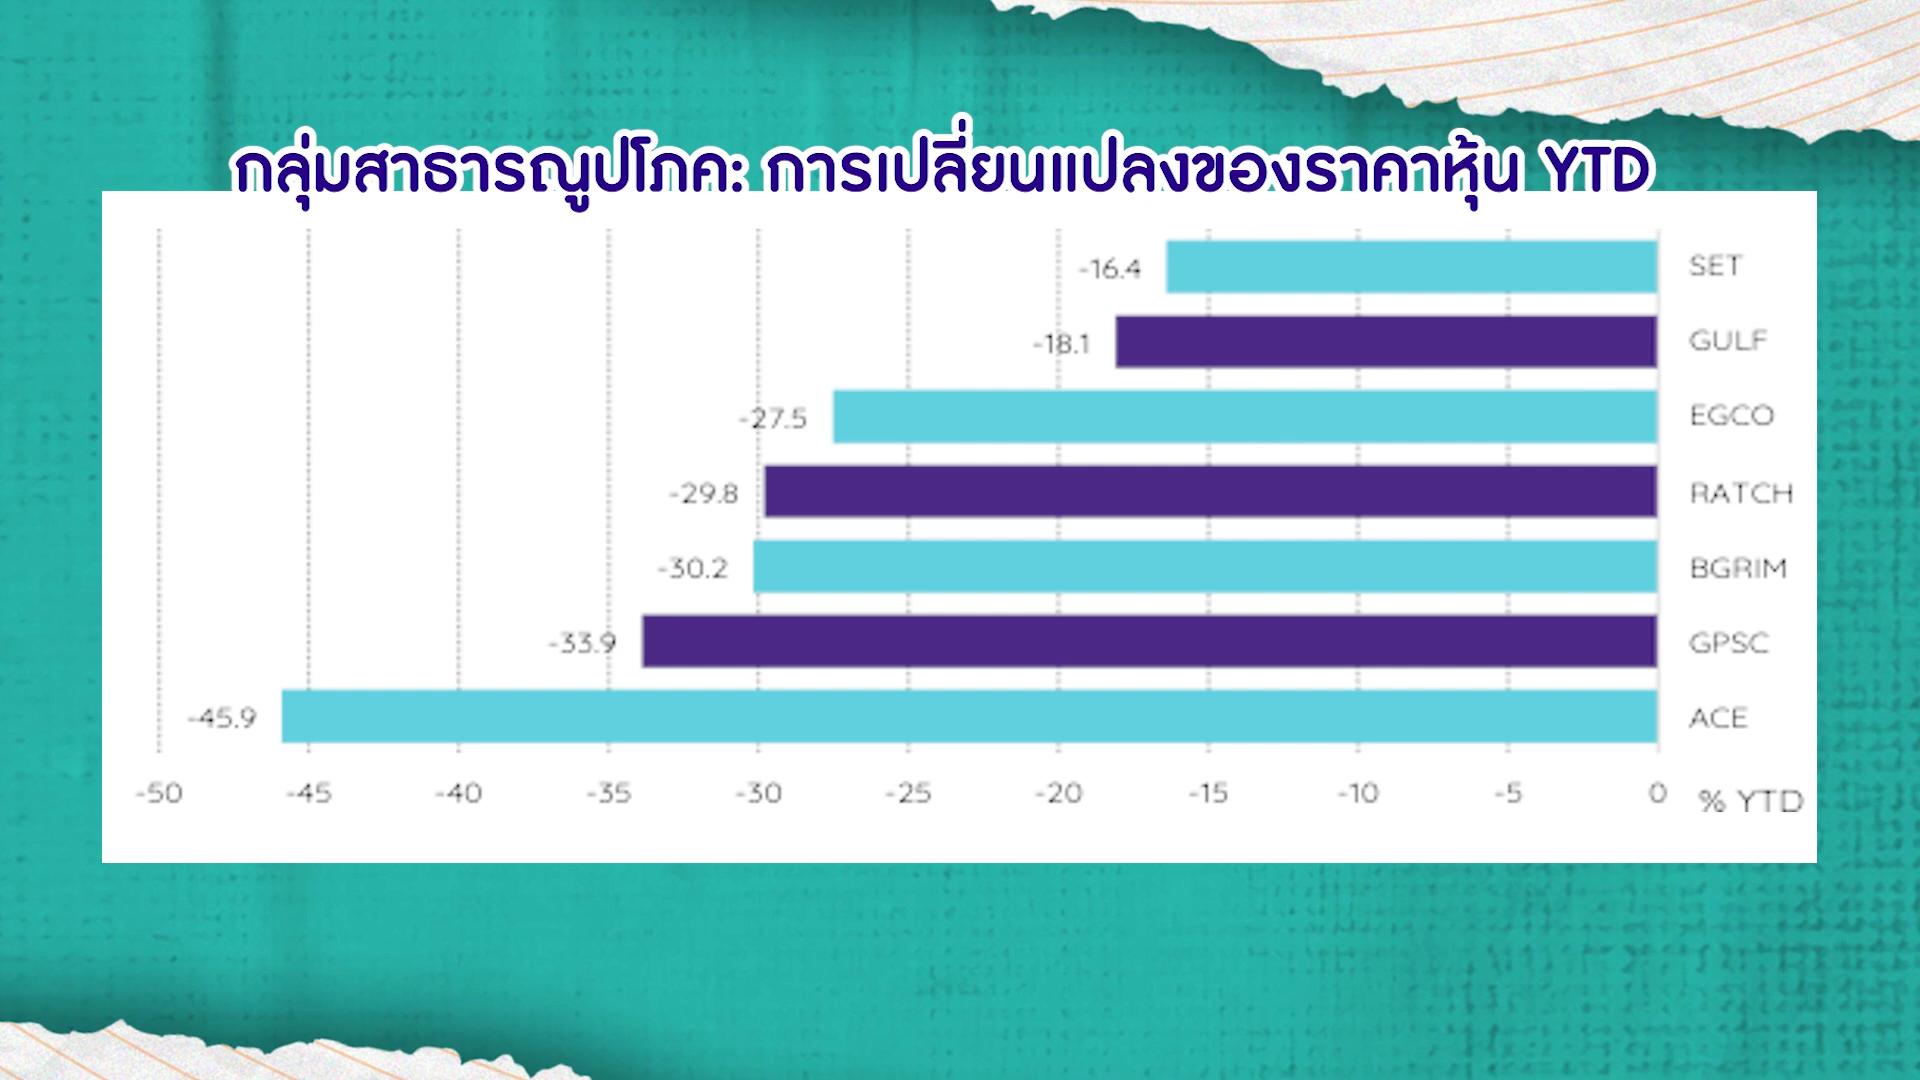 กลุ่มสาธารณูปโภค: การเปลี่ยนแปลงของราคาหุ้น YTD
-16.4 SET
-18.1 GULF
-27.5 EGCO
-29.8 RATCH
-30.2 BGRIM
-33.9 GPSC
-45.9 ACE
-50 -45 -40 -35 -30 -25 -20 -15 -10 -5 0 % YTD